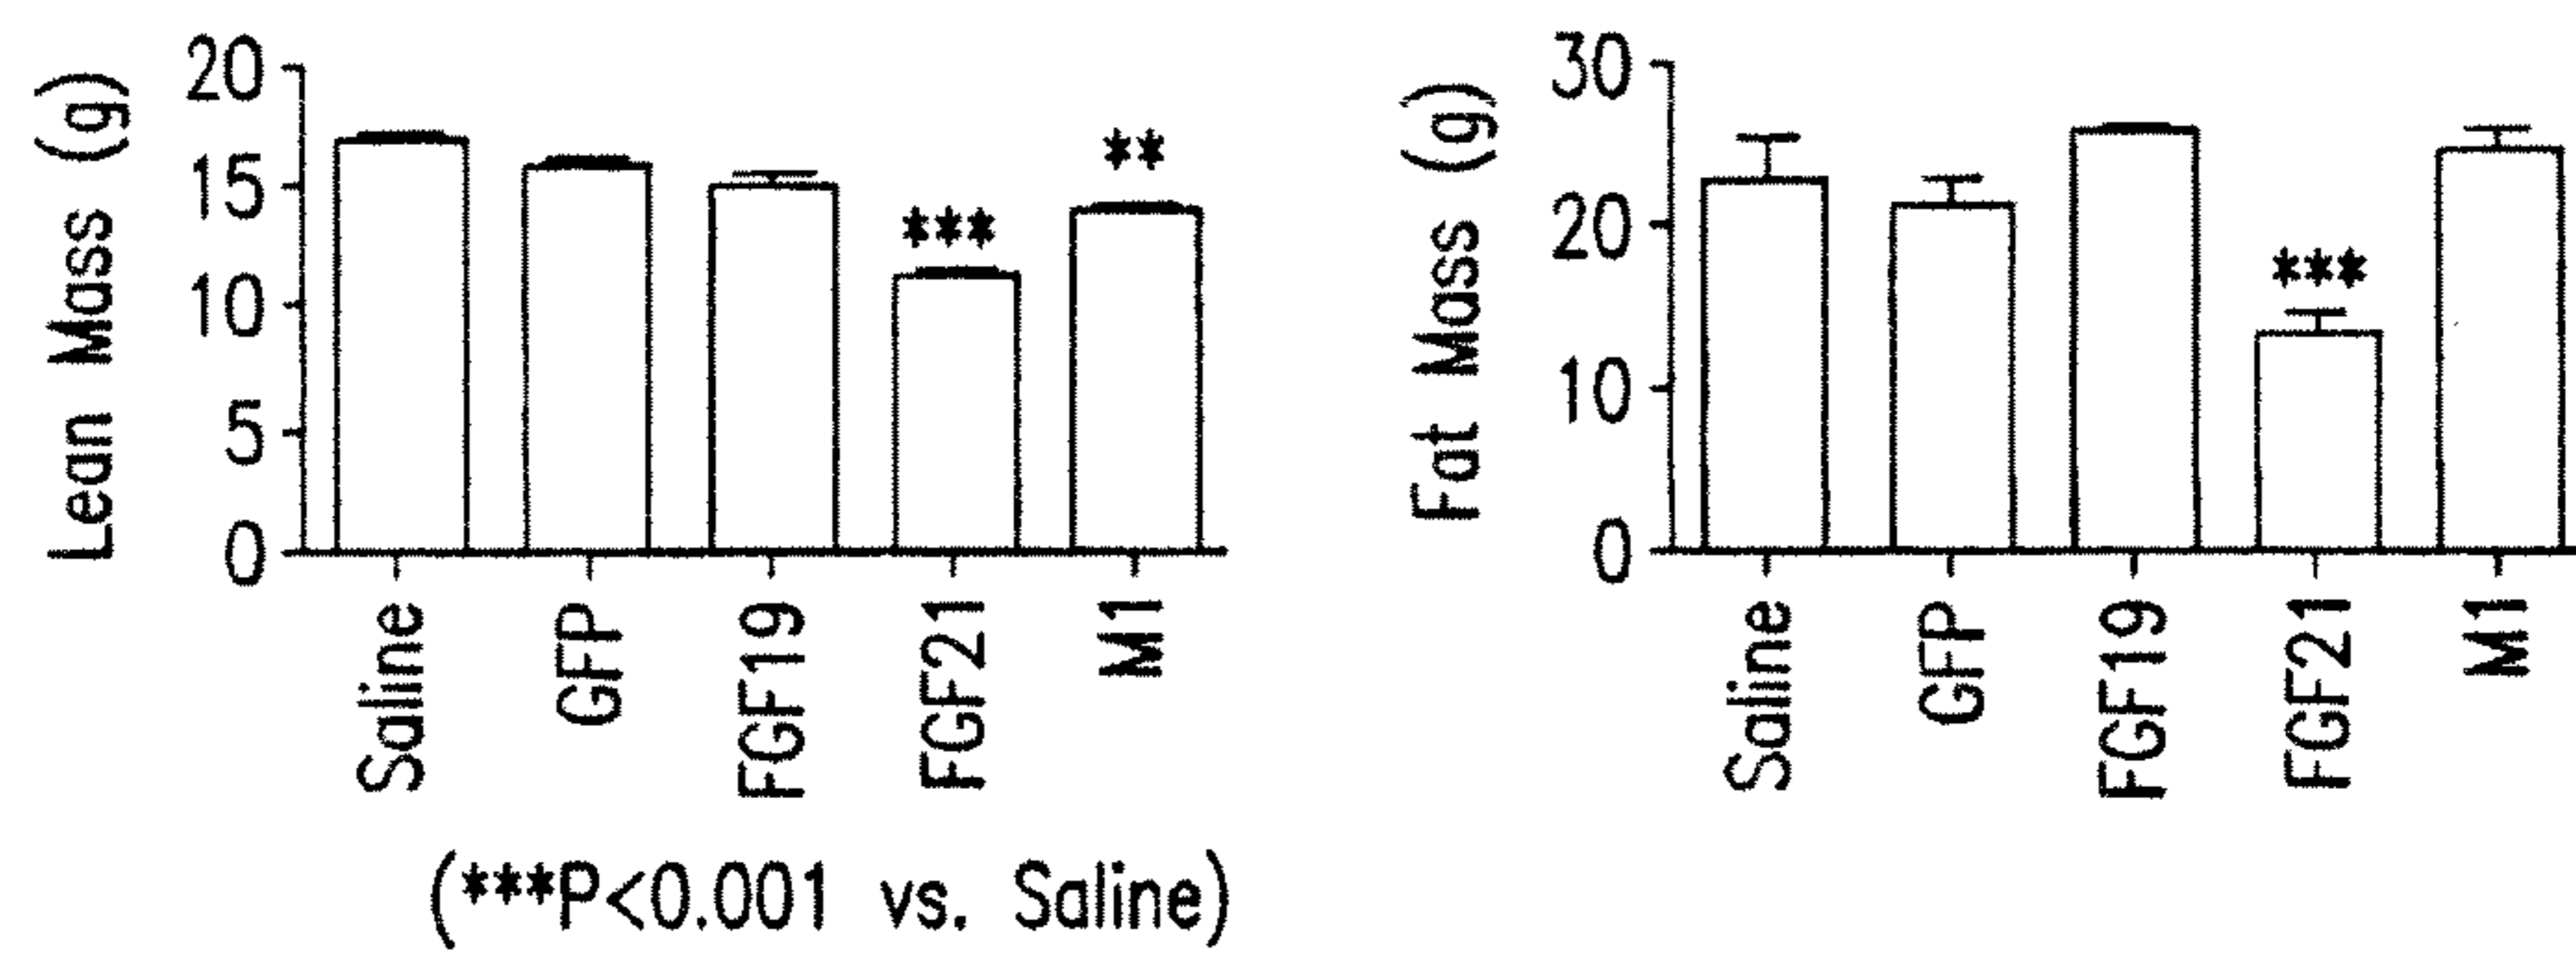 Lean Mass (g)
20
15
10
5
0
**
***
Saline
GFP
FGF19
FGF21
M1
(***P<0.001 vs. Saline)
Fat Mass (g)
30
20
10
0
***
Saline
GFP
FGF19
FGF21
M1